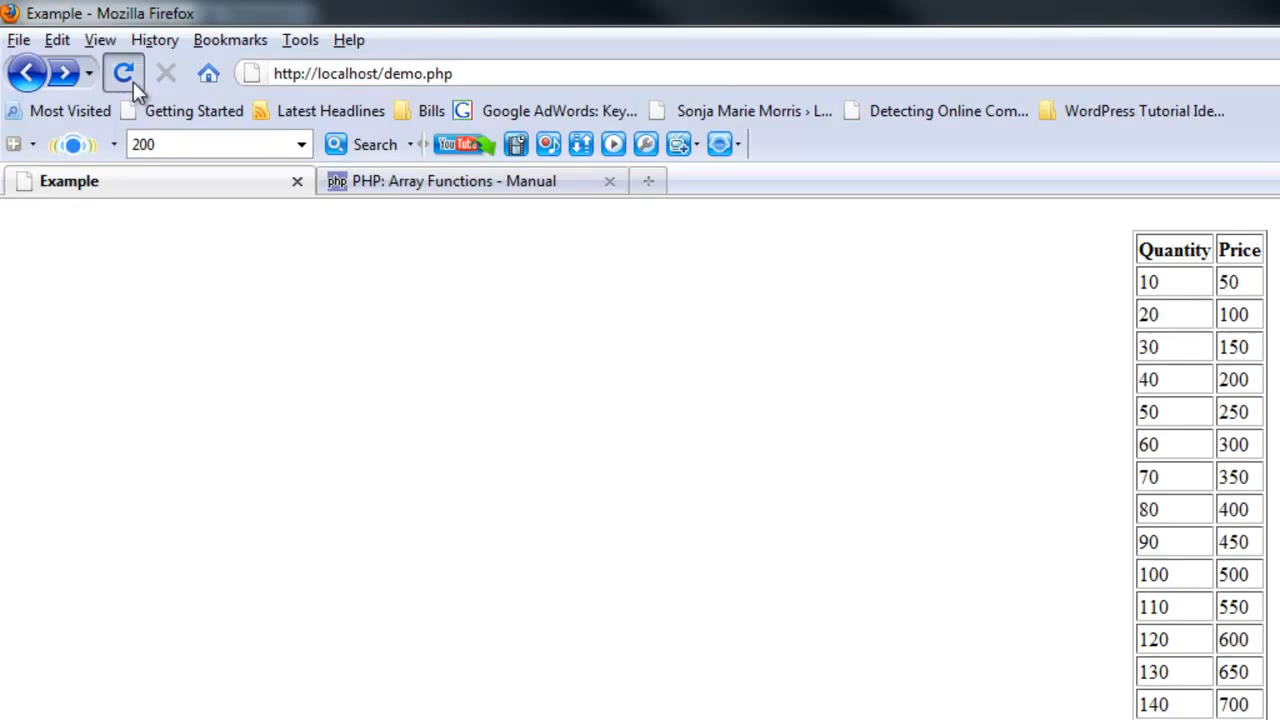 Example - Mozilla Firefox
File Edit View History Bookmarks Tools Help
http://localhost/demo.php
Most Visited Getting Started Latest Headlines Bills G Google AdWords: Key... Sonja Marie Morris › L... Detecting Online Com... WordPress Tutorial Ide...
200 Search YouTube
Example php PHP: Array Functions - Manual
Quantity Price
10 50
20 100
30 150
40 200
50 250
60 300
70 350
80 400
90 450
100 500
110 550
120 600
130 650
140 700